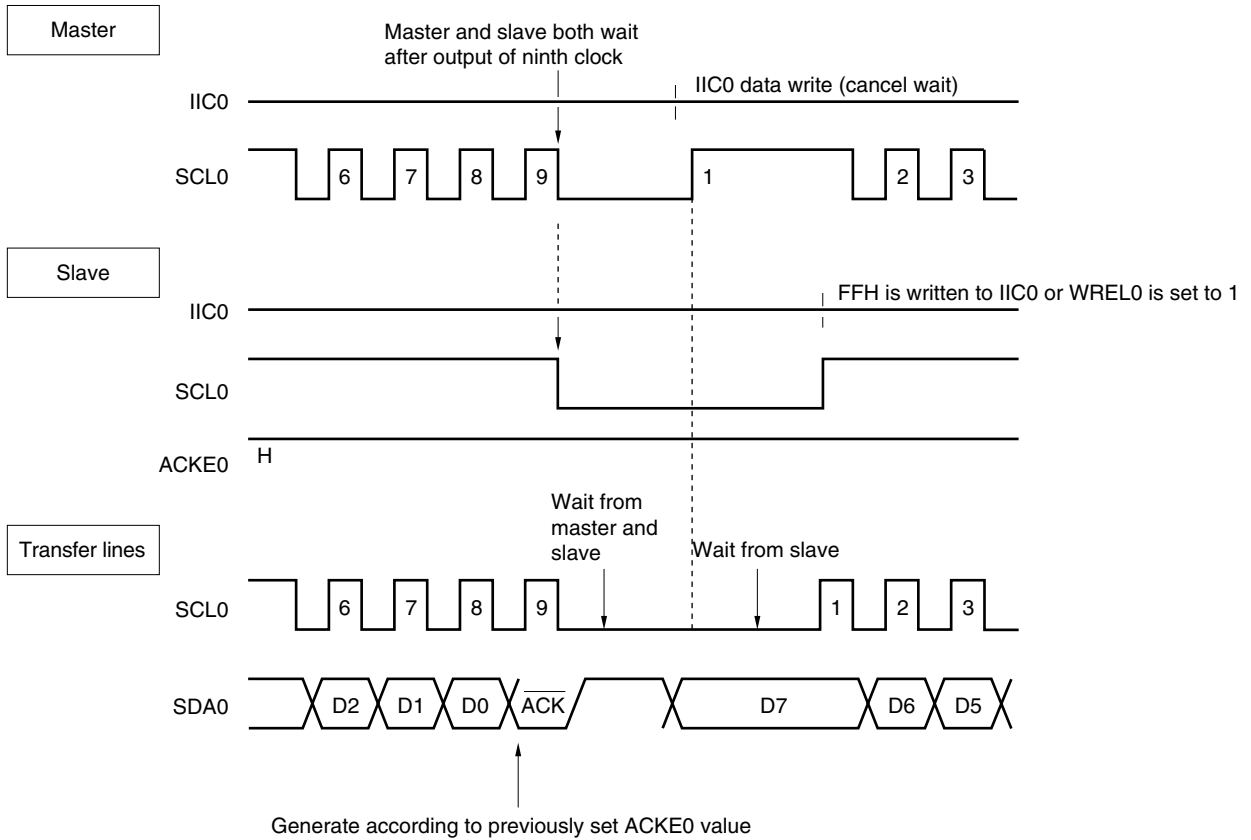 Master
Master and slave both wait
after output of ninth clock
IIC0
IIC0 data write (cancel wait)
SCL0
6 7 8 9 1 2 3
Slave
IIC0
FFH is written to IIC0 or WREL0 is set to 1
SCL0
ACKE0
H
Transfer lines
Wait from
master and
slave
Wait from slave
SCL0
6 7 8 9 1 2 3
SDA0
D2 D1 D0 ACK D7 D6 D5
Generate according to previously set ACKE0 value